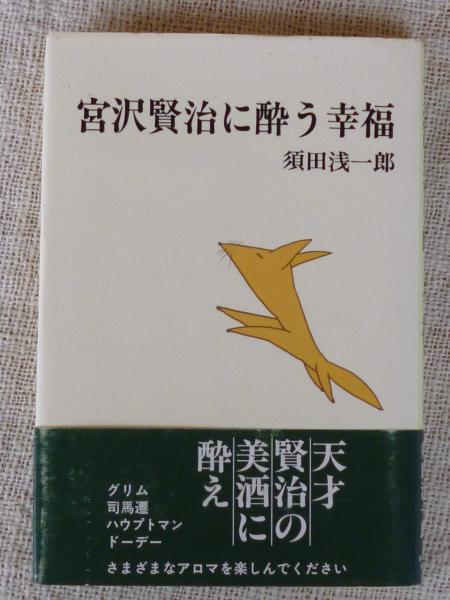 宮沢賢治に酔う幸福
須田浅一郎
天才
賢治の
美酒に
酔え
グリム
司馬遷
ハウプトマン
ドーデー
さまざまなアロマを楽しんでください